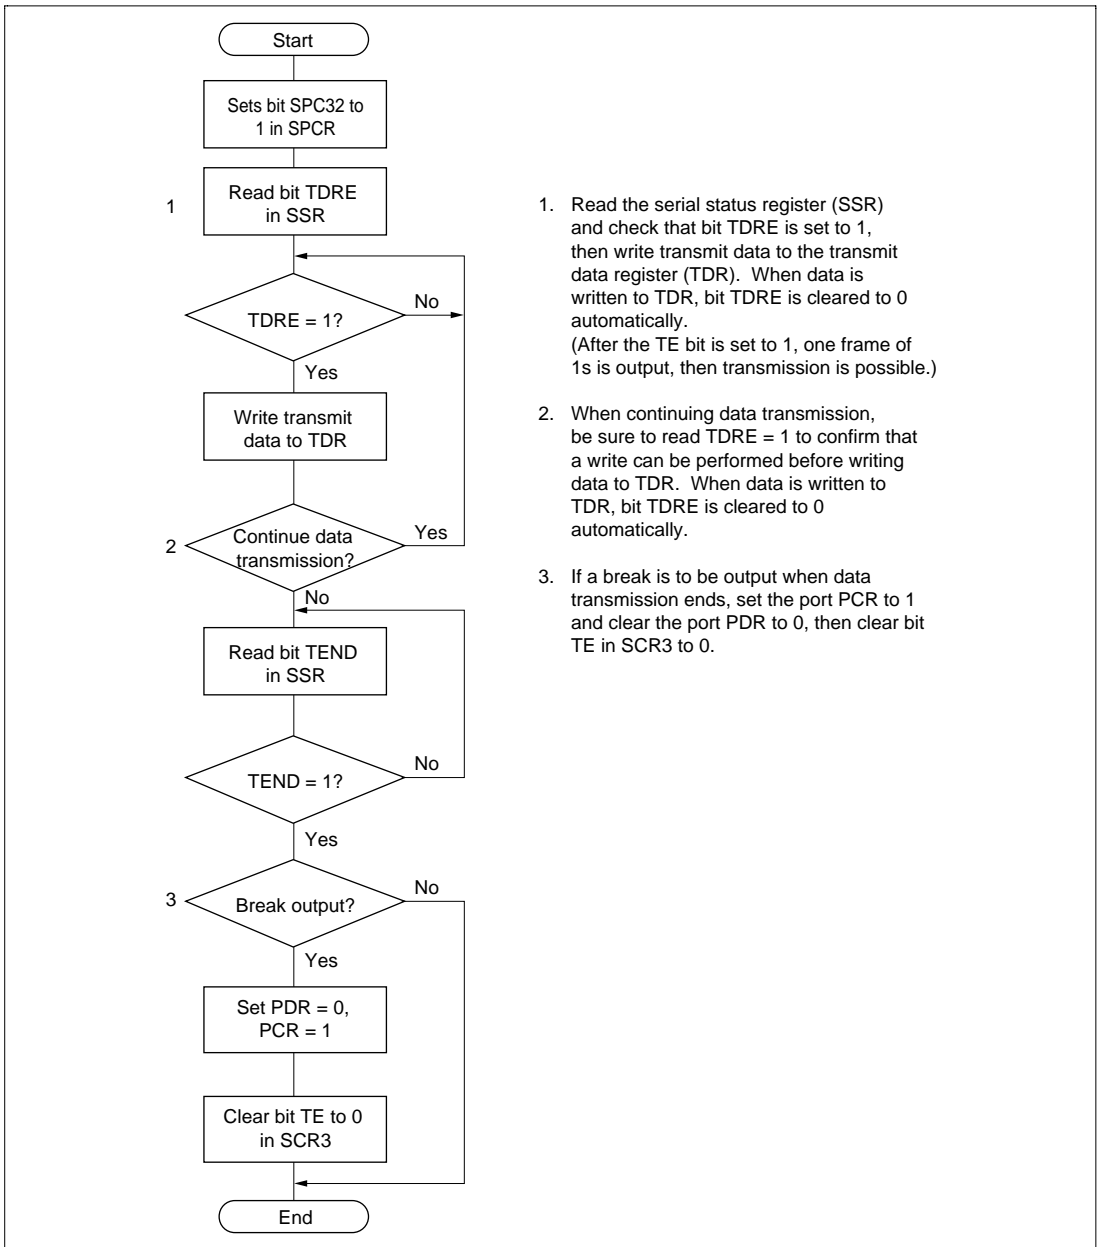 Start
Sets bit SPC32 to
1 in SPCR
1
Read bit TDRE
in SSR
TDRE = 1?
No
Yes
Write transmit
data to TDR
2
Continue data
transmission?
Yes
No
Read bit TEND
in SSR
TEND = 1?
No
Yes
3
Break output?
No
Yes
Set PDR = 0,
PCR = 1
Clear bit TE to 0
in SCR3
End
1. Read the serial status register (SSR)
and check that bit TDRE is set to 1,
then write transmit data to the transmit
data register (TDR). When data is
written to TDR, bit TDRE is cleared to 0
automatically.
(After the TE bit is set to 1, one frame of
1s is output, then transmission is possible.)
2. When continuing data transmission,
be sure to read TDRE = 1 to confirm that
a write can be performed before writing
data to TDR. When data is written to
TDR, bit TDRE is cleared to 0
automatically.
3. If a break is to be output when data
transmission ends, set the port PCR to 1
and clear the port PDR to 0, then clear bit
TE in SCR3 to 0.